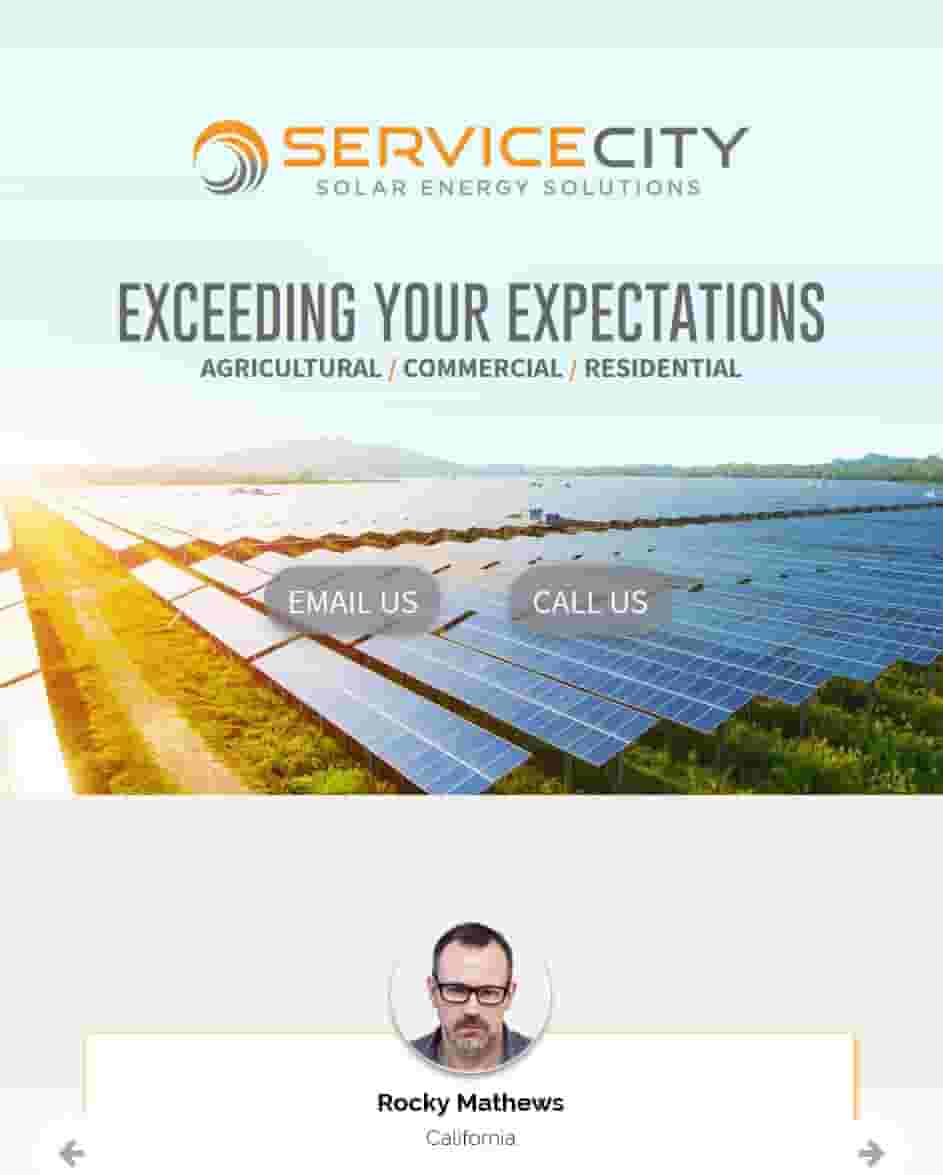 SERVICECITY
SOLAR ENERGY SOLUTIONS
EXCEEDING YOUR EXPECTATIONS
AGRICULTURAL / COMMERCIAL / RESIDENTIAL
EMAIL US
CALL US
Rocky Mathews
California